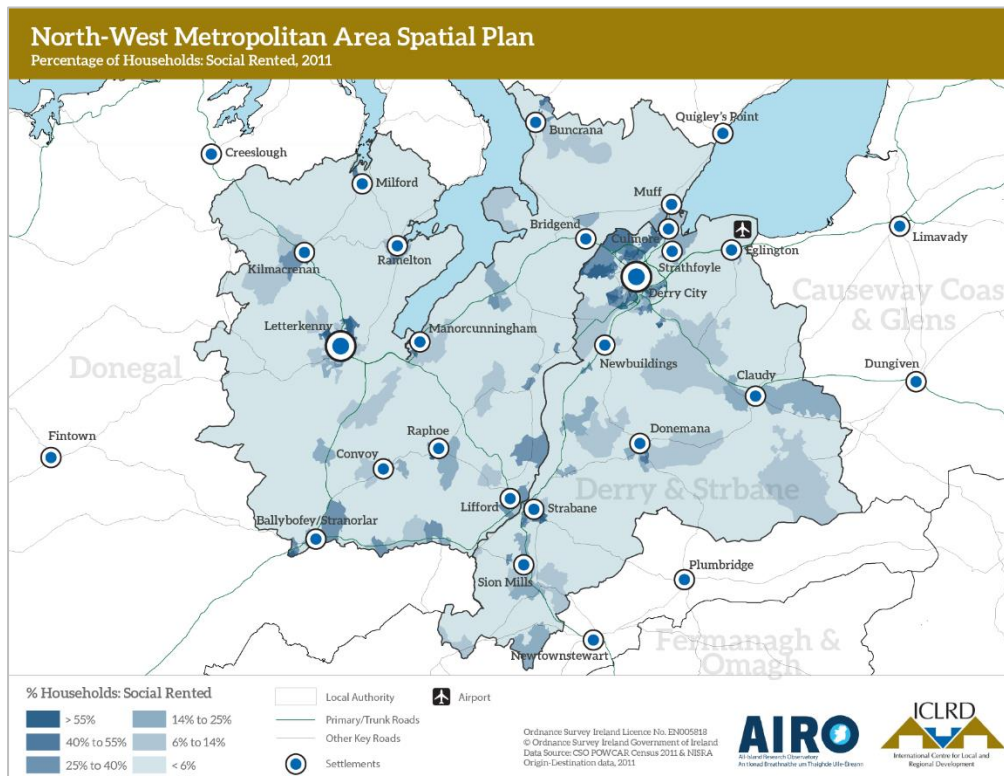 North-West Metropolitan Area Spatial Plan
Percentage of Households: Social Rented, 2011
Quigley's Point
Buncrana
Creeslough
Milford
Muff
Bridgend
Culmore
Limavady
Ramelton
Eglington
Kilmacrenan
Strathfoyle
Derry City
Causeway Coast
& Glens
Letterkenny
Manorcunningham
Newbuildings
Donegal
Claudy
Dungiven
Fintown
Raphoe
Donemana
Convoy
Derry & Strbane
Lifford
Strabane
Ballybofey/Stranorlar
Plumbridge
Sion Mills
Fermanagh &
Omagh
Newtownstewart
% Households: Social Rented
> 55%
40% to 55%
25% to 40%
14% to 25%
6% to 14%
< 6%
Local Authority
Primary/Trunk Roads
Other Key Roads
Settlements
Airport
Ordnance Survey Ireland Licence No. EN005818
© Ordnance Survey Ireland Government of Ireland
Data Source: CSO POWCAR Census 2011 & NISRA
Origin-Destination data, 2011
AIRO
All-Island Research Observatory
ICLRD
International Centre for Local and
Regional Development